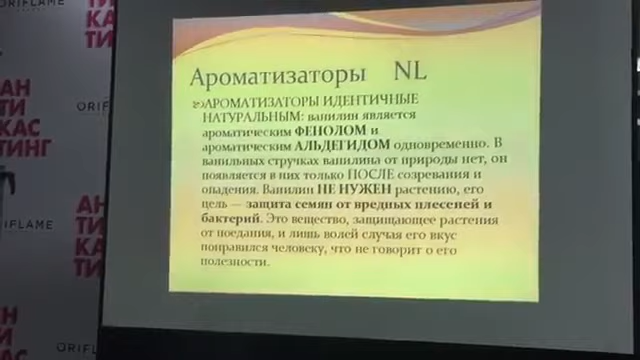 ORIFLAME
АН
ТИ
КАС
ТИНГ
Ароматизаторы NL
АРОМАТИЗАТОРЫ ИДЕНТИЧНЫЕ
НАТУРАЛЬНЫМ: ванилин является
ароматическим ФЕНОЛОМ и
ароматическим АЛЬДЕГИДОМ одновременно. В
ванильных стручках ванилина от природы нет, он
появляется в них только ПОСЛЕ созревания и
опадения. Ванилин НЕ НУЖЕН растению, его
цель — защита семян от вредных плесеней и
бактерий. Это вещество, защищающее растения
от поедания, и лишь волей случая его вкус
понравился человеку, что не говорит о его
полезности.